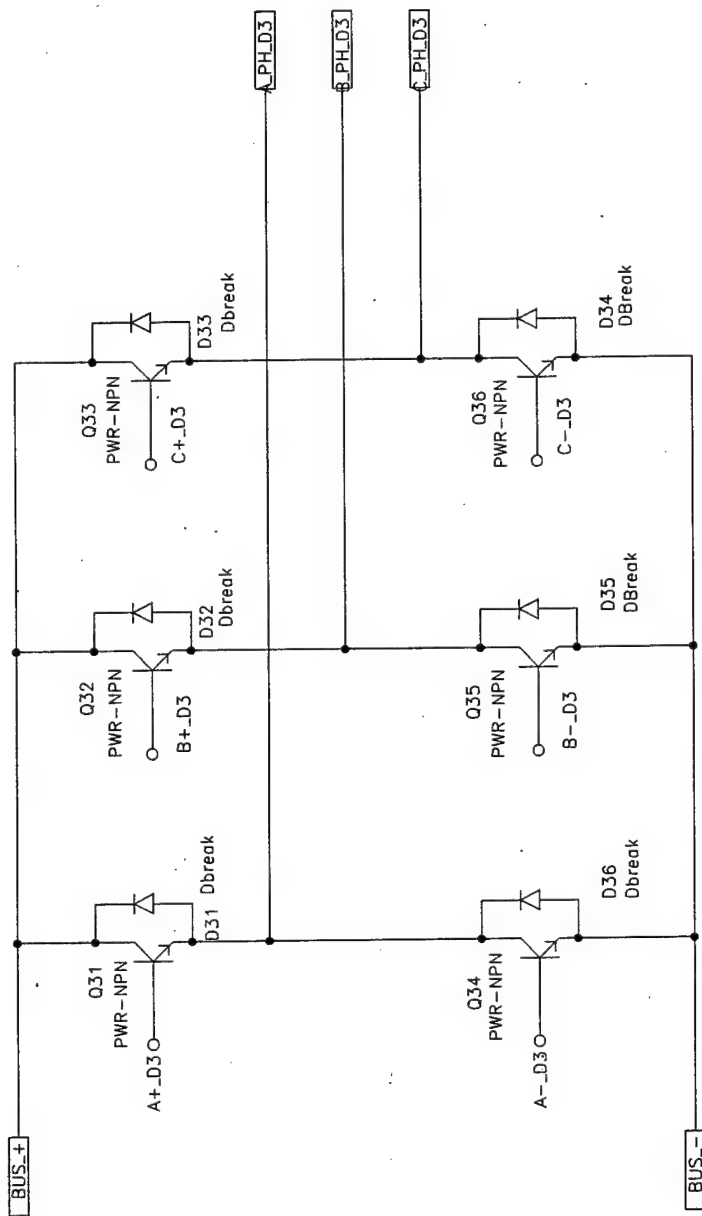 BUS_+
A_PH_D3
B_PH_D3
C_PH_D3
Q31
PWR-NPN
A+_D3
D31
Dbreak
Q32
PWR-NPN
B+_D3
D32
Dbreak
Q33
PWR-NPN
C+_D3
D33
Dbreak
Q34
PWR-NPN
A-_D3
D36
Dbreak
Q35
PWR-NPN
B-_D3
D35
DBreak
Q36
PWR-NPN
C-_D3
D34
DBreak
BUS_-